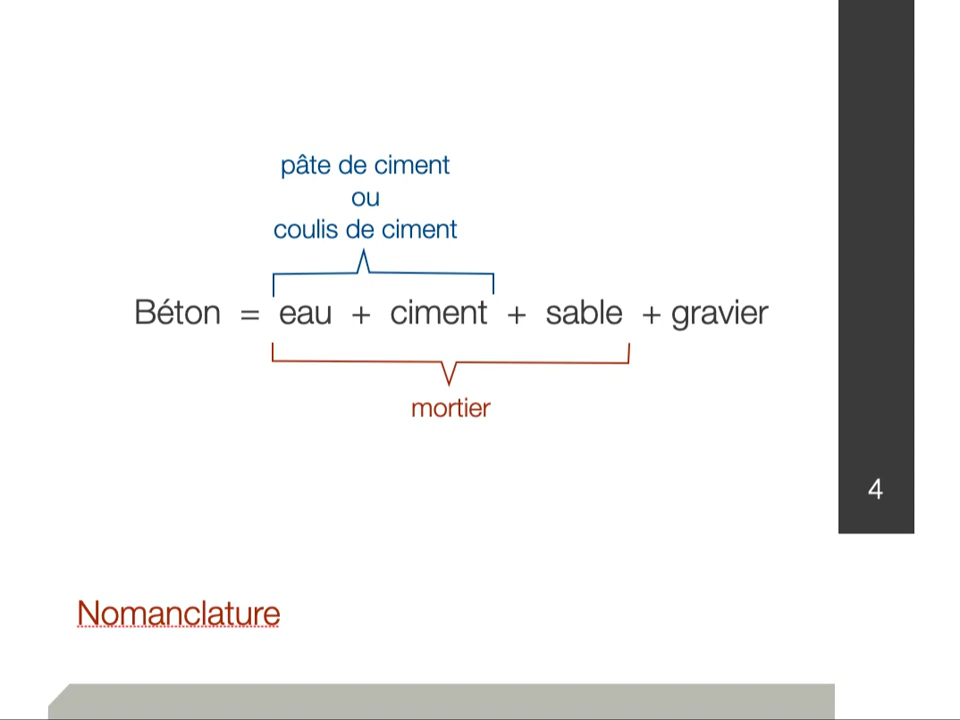 pâte de ciment
ou
coulis de ciment
Béton = eau + ciment + sable + gravier
mortier
4
Nomanclature